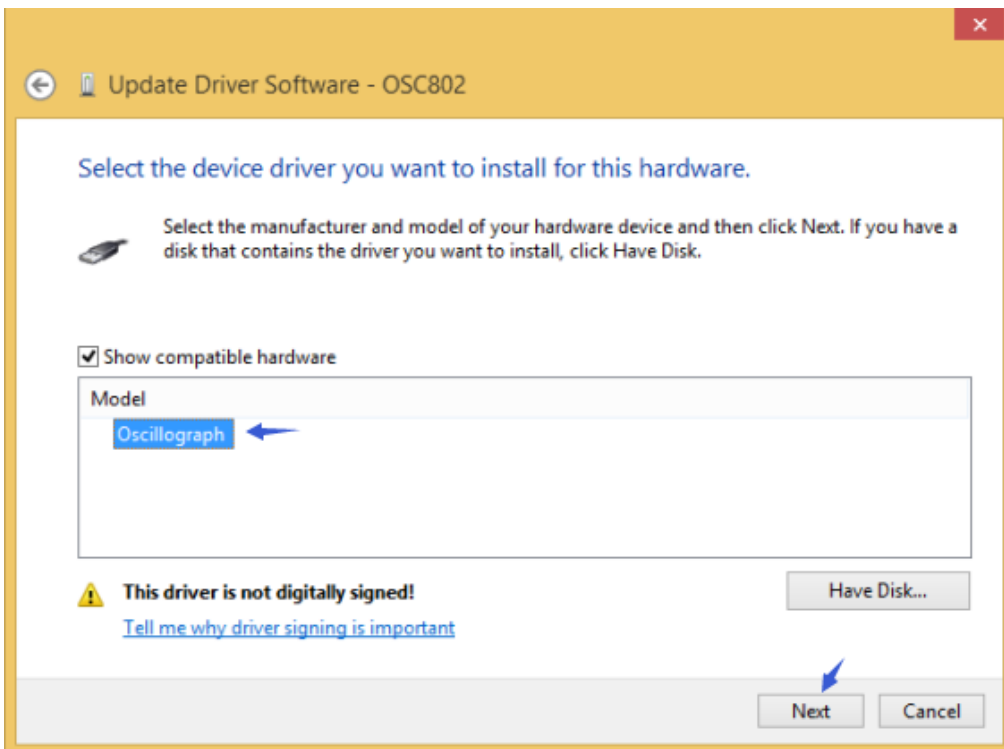 Update Driver Software - OSC802
Select the device driver you want to install for this hardware.
Select the manufacturer and model of your hardware device and then click Next. If you have a
disk that contains the driver you want to install, click Have Disk.
Show compatible hardware
Model
Oscillograph
This driver is not digitally signed!
Have Disk...
Tell me why driver signing is important
Next
Cancel